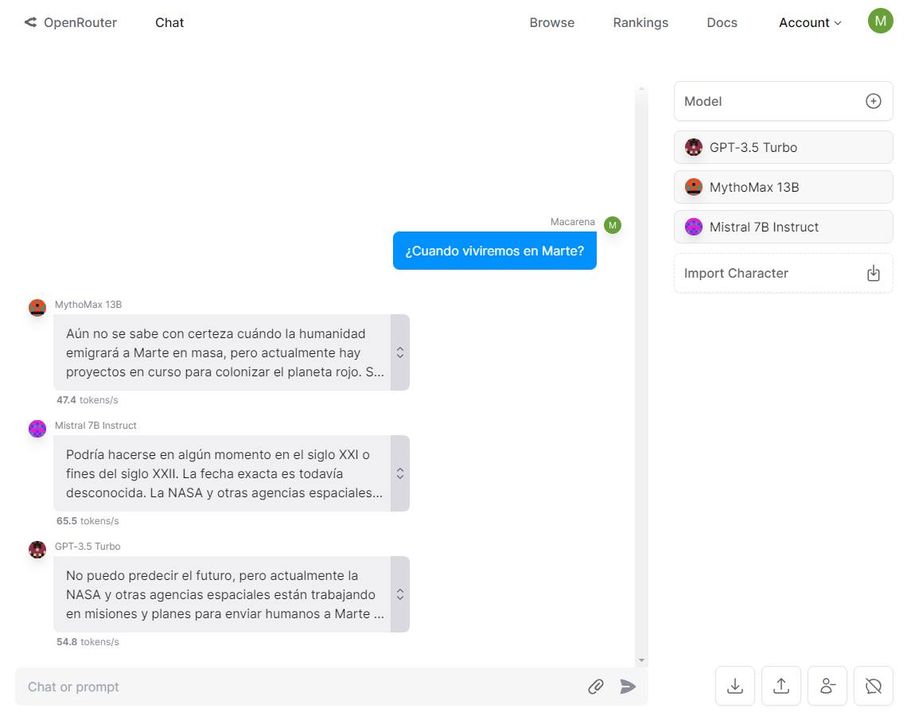 OpenRouter Chat Browse Rankings Docs Account M
Model
GPT-3.5 Turbo
MythoMax 13B
Mistral 7B Instruct
Import Character
Macarena M
¿Cuando viviremos en Marte?
MythoMax 13B
Aún no se sabe con certeza cuándo la humanidad
emigrará a Marte en masa, pero actualmente hay
proyectos en curso para colonizar el planeta rojo. S...
47.4 tokens/s
Mistral 7B Instruct
Podría hacerse en algún momento en el siglo XXI o
fines del siglo XXII. La fecha exacta es todavía
desconocida. La NASA y otras agencias espaciales...
65.5 tokens/s
GPT-3.5 Turbo
No puedo predecir el futuro, pero actualmente la
NASA y otras agencias espaciales están trabajando
en misiones y planes para enviar humanos a Marte ...
54.8 tokens/s
Chat or prompt